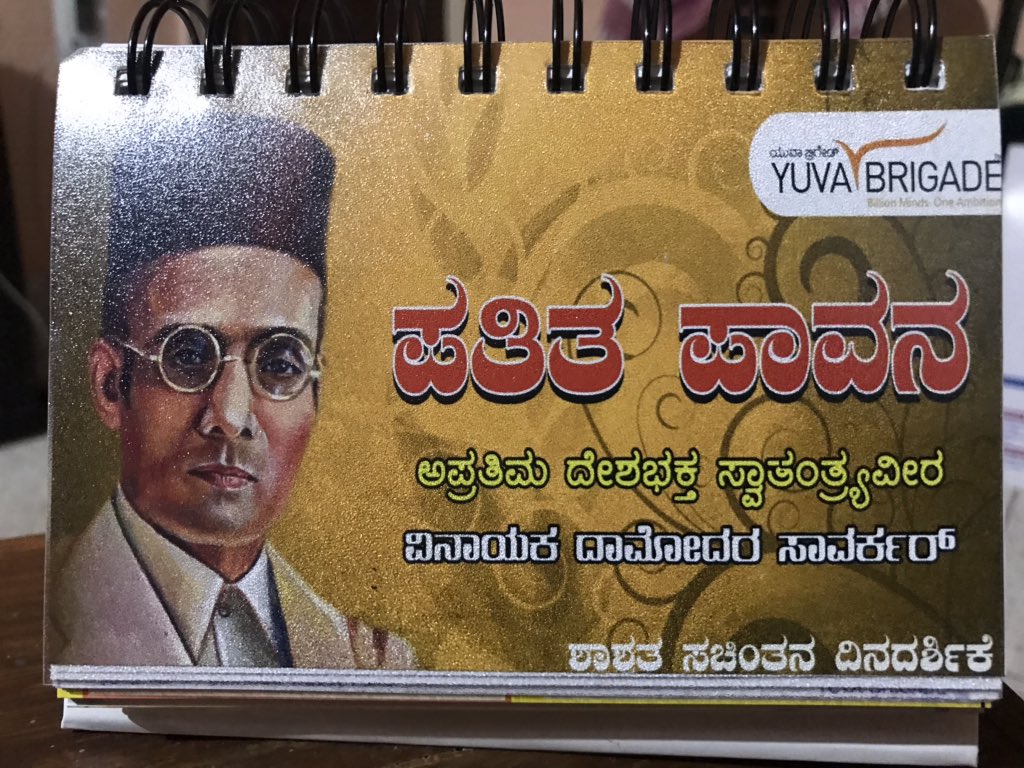 ಯುವಾ ಬ್ರಿಗೇಡ್
YUVA BRIGADE
Billion Minds. One Ambition
ಪತಿತ ಪಾವನ
ಅಪ್ರತಿಮ ದೇಶಭಕ್ತ ಸ್ವಾತಂತ್ರ್ಯವೀರ
ವಿನಾಯಕ ದಾಮೋದರ ಸಾವರ್ಕರ್
ಶಾಶತ ಸಚಿಂತನ ದಿನದರ್ಶಿಕೆ